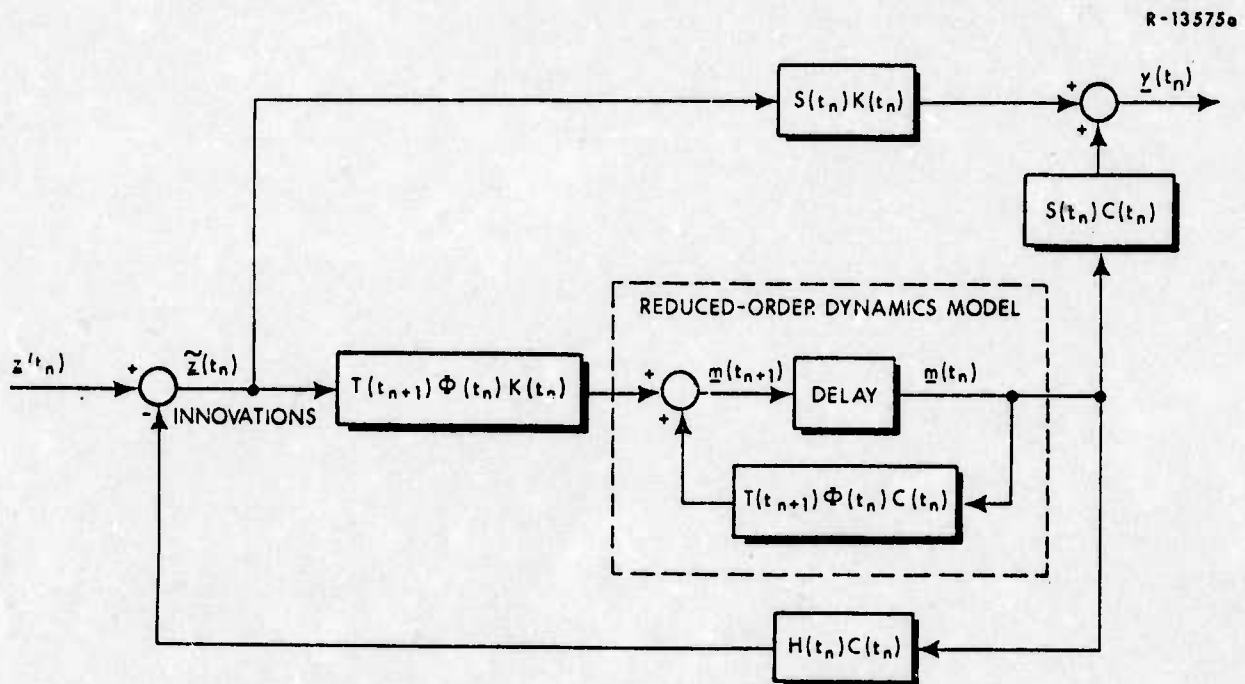 R-13575a
S(tn)K(tn)
+
+
y(tn)
S(tn)C(tn)
REDUCED-ORDER DYNAMICS MODEL
z'tn)
+
-
z̃(tn)
INNOVATIONS
T(tn+1)Φ(tn)K(tn)
+
+
m(tn+1)
DELAY
m(tn)
T(tn+1)Φ(tn)C(tn)
H(tn)C(tn)